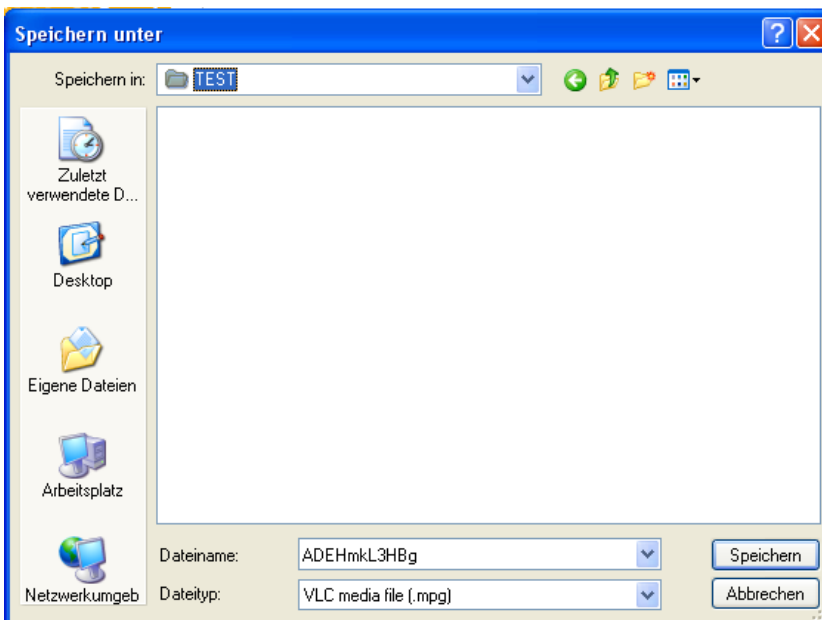 Speichern unte
Speichern in:
TEST
Zuletzt
verwendete D...
Desktop
Eigene Dateien
Arbeitsplatz
Netzwerkumgeb
Dateiname:
ADEHmkL3HBg
Speichern
Dateityp:
VLC media file (.mpg)
Abbrechen